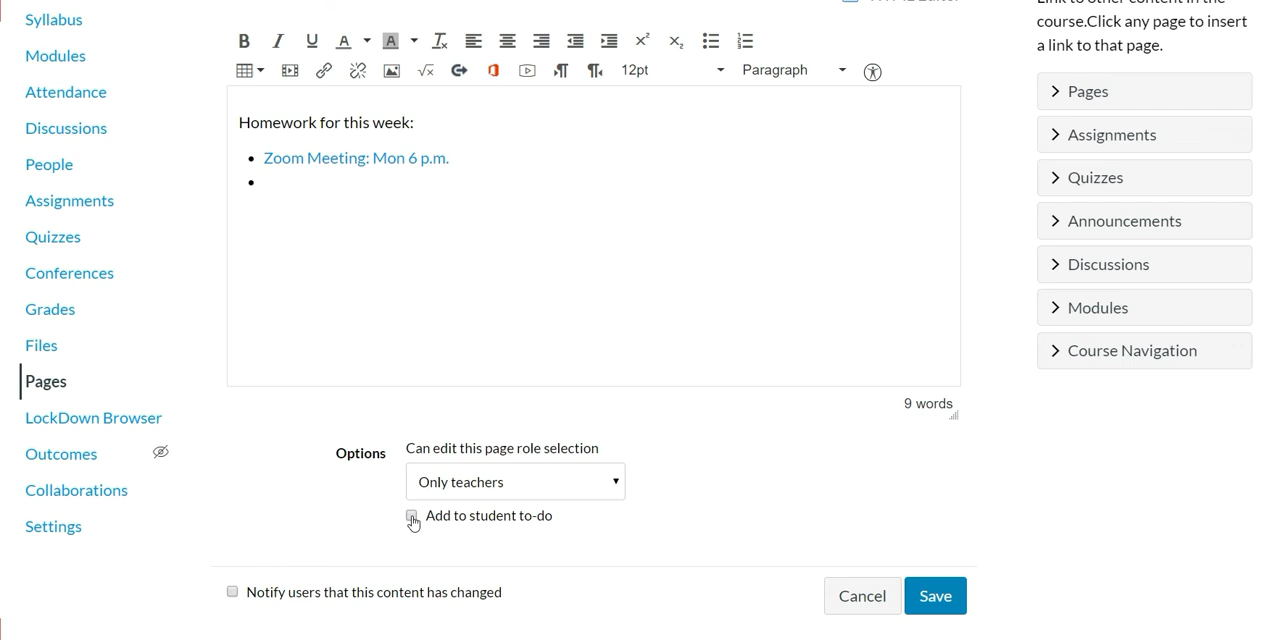 Syllabus
Modules
Attendance
Discussions
People
Assignments
Quizzes
Conferences
Grades
Files
Pages
LockDown Browser
Outcomes
Collaborations
Settings
B I U A A Tx x² x₂
√x 12pt Paragraph
Homework for this week:
• Zoom Meeting: Mon 6 p.m.
•
9 words
Options
Can edit this page role selection
Only teachers
Add to student to-do
Notify users that this content has changed
Cancel Save
course.Click any page to insert
a link to that page.
Pages
Assignments
Quizzes
Announcements
Discussions
Modules
Course Navigation